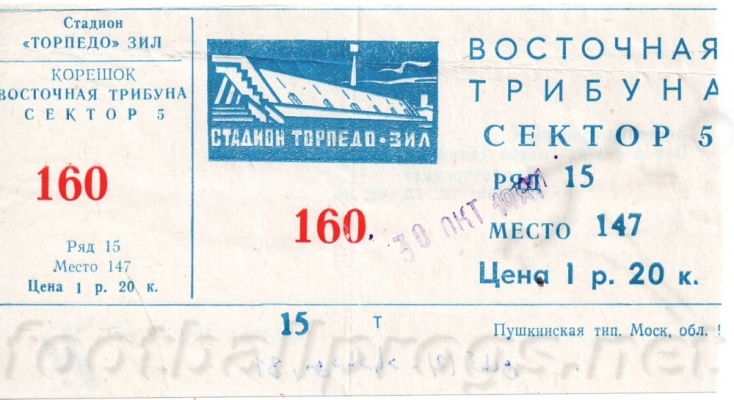 Стадион
«ТОРПЕДО» ЗИЛ
КОРЕШОК
ВОСТОЧНАЯ ТРИБУНА
СЕКТОР 5
160
Ряд 15
Место 147
Цена 1 р. 20 к.
СТАДИОН ТОРПЕДО·ЗИЛ
160
30 ОКТ
ВОСТОЧНАЯ
ТРИБУНА
СЕКТОР 5
РЯД 15
МЕСТО 147
Цена 1 р. 20 к.
15 Т
Пушкинская тип. Моск. обл.